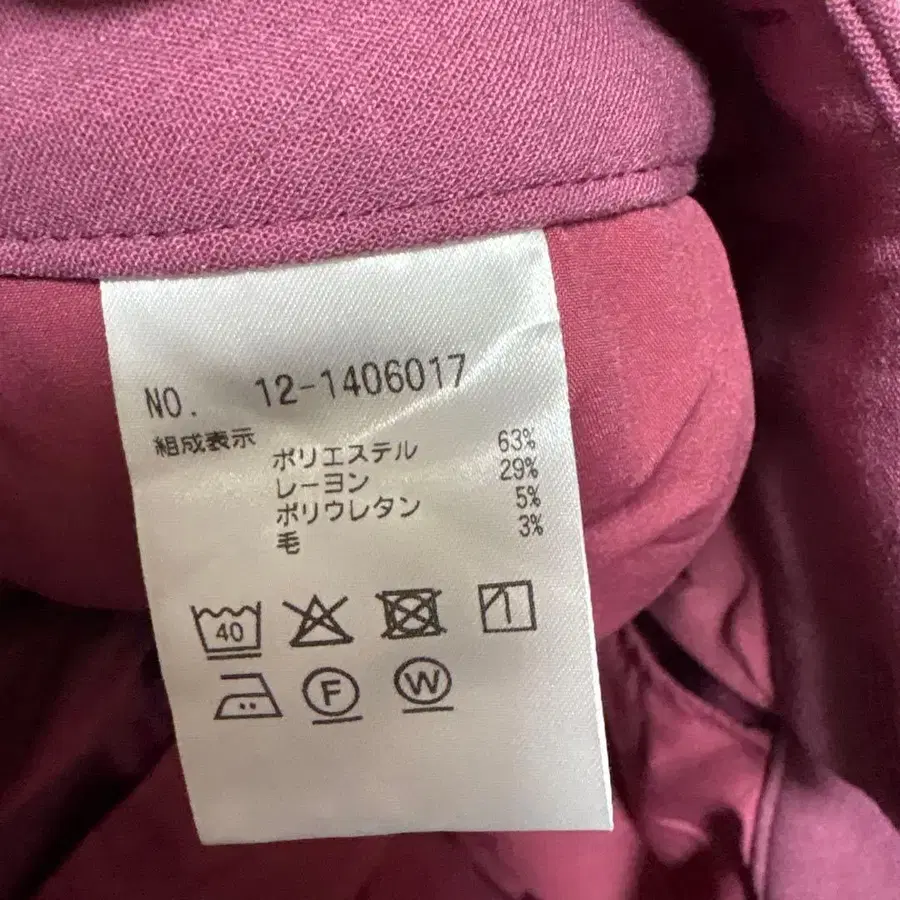 NO. 12-1406017
組成表示
ポリエステル 63%
レーヨン 29%
ポリウレタン 5%
毛 3%
40
F W